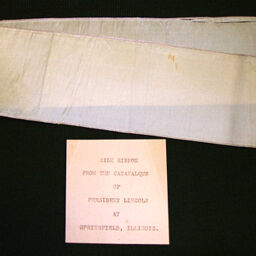 SILK RIBBON
FROM THE CATAFALQUE
OF
PRESIDENT LINCOLN
AT
SPRINGFIELD, ILLINOIS.